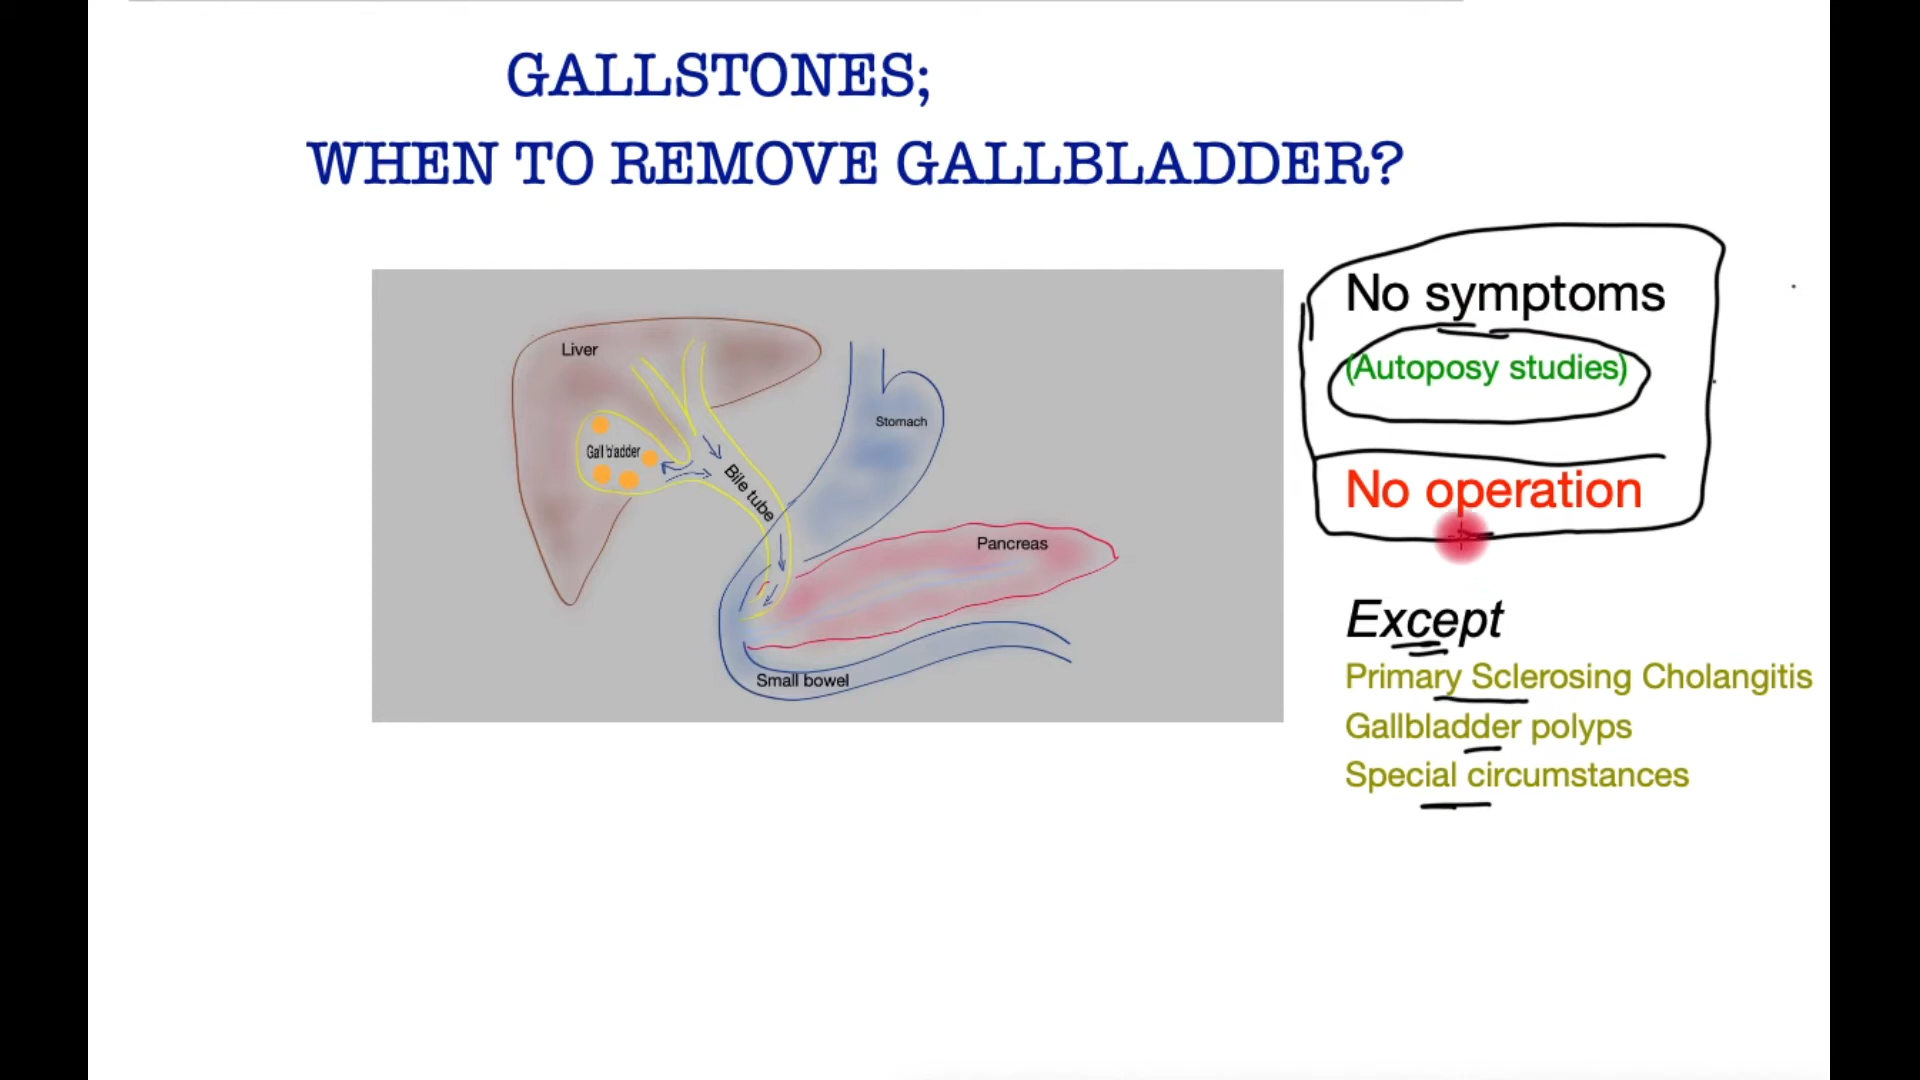 GALLSTONES;
WHEN TO REMOVE GALLBLADDER?
Liver
Gall bladder
Bile tube
Stomach
Pancreas
Small bowel
No symptoms
(Autoposy studies)
No operation
Except
Primary Sclerosing Cholangitis
Gallbladder polyps
Special circumstances